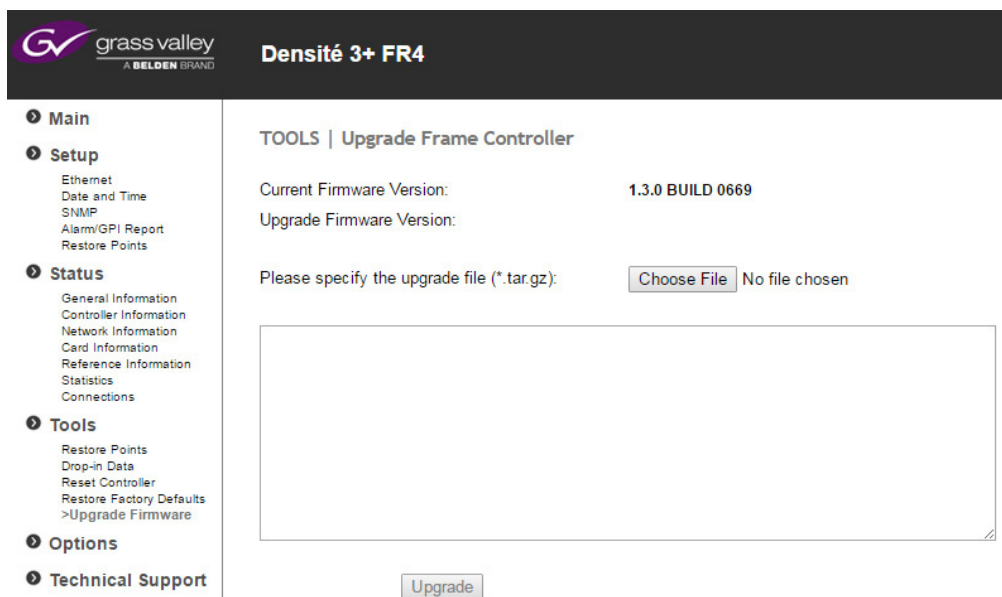 GV grass valley
A BELDEN BRAND
Densité 3+ FR4
Main
Setup
Ethernet
Date and Time
SNMP
Alarm/GPI Report
Restore Points
Status
General Information
Controller Information
Network Information
Card Information
Reference Information
Statistics
Connections
Tools
Restore Points
Drop-in Data
Reset Controller
Restore Factory Defaults
>Upgrade Firmware
Options
Technical Support
TOOLS | Upgrade Frame Controller
Current Firmware Version: 1.3.0 BUILD 0669
Upgrade Firmware Version:
Please specify the upgrade file (*.tar.gz): Choose File No file chosen
Upgrade